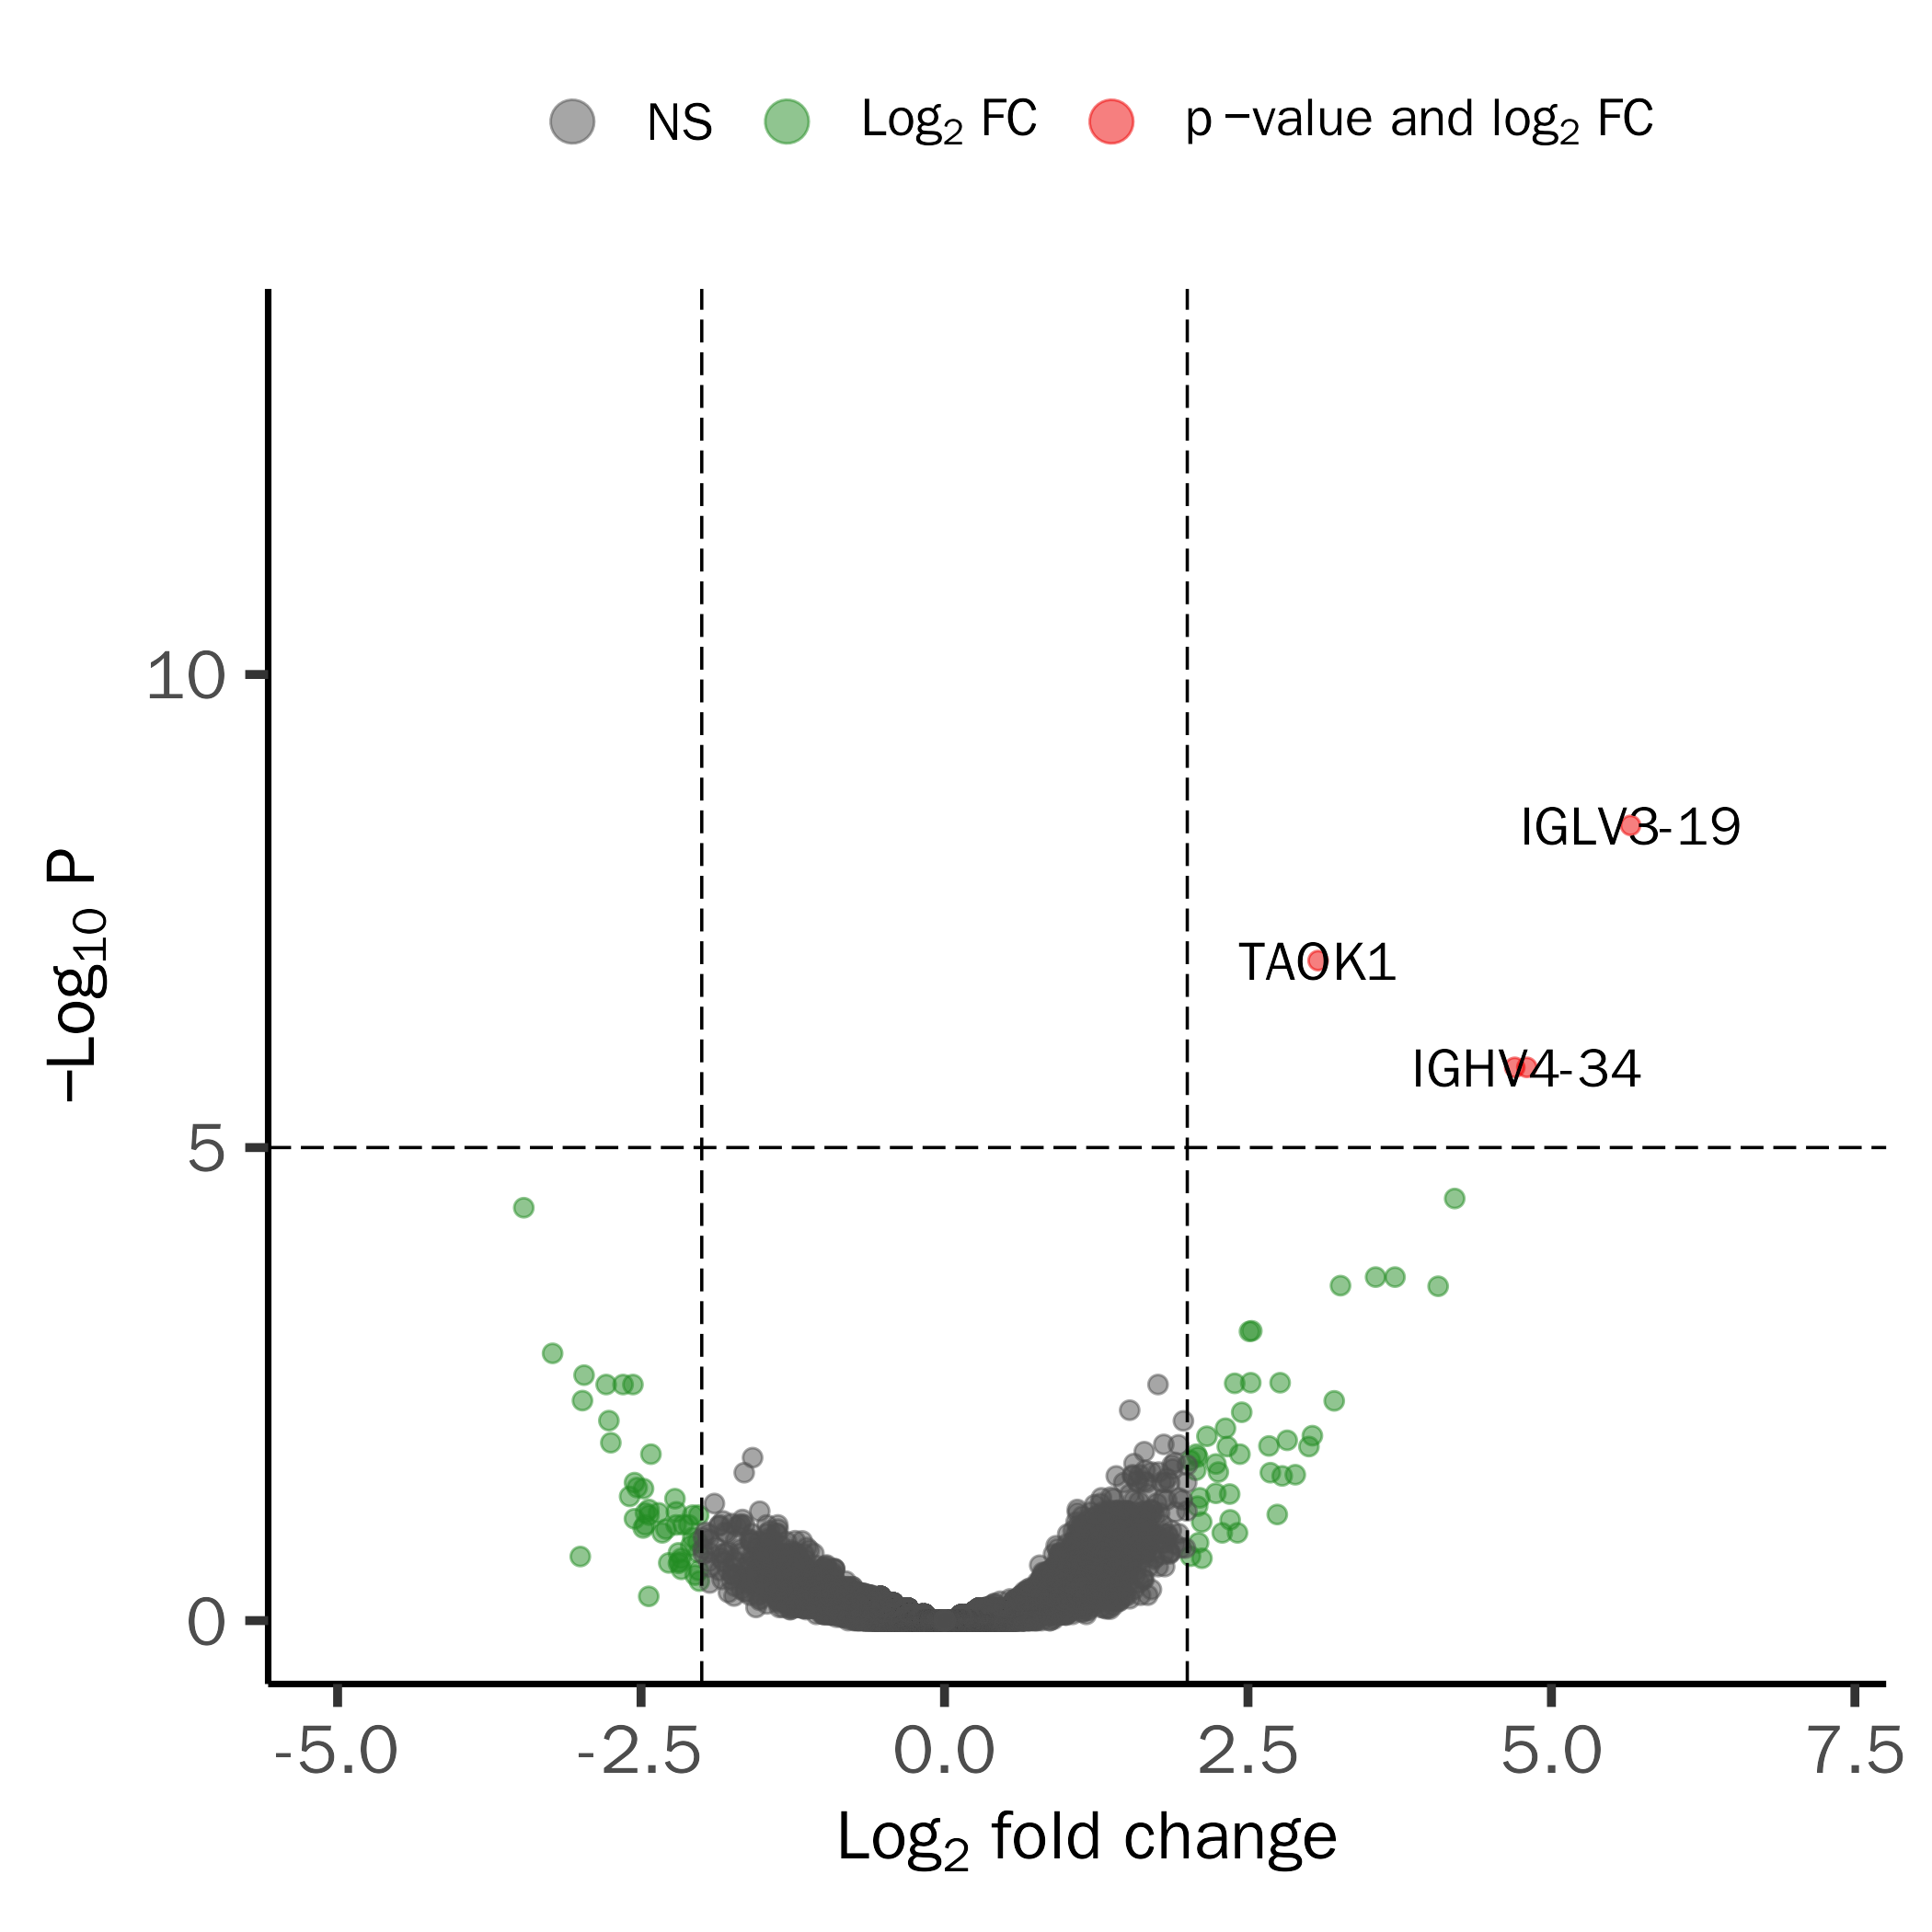 NS Log₂ FC p −value and log₂ FC
10
5
0
−Log₁₀ P
IGLV3-19
TAOK1
IGHV4-34
-5.0 -2.5 0.0 2.5 5.0 7.5
Log₂ fold change